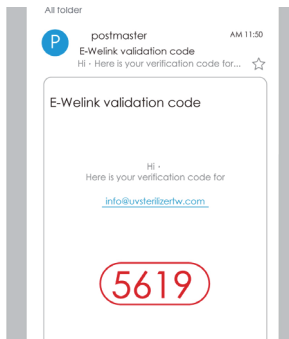 All folder
P
postmaster
AM 11:50
E-Welink validation code
Hi · Here is your verification code for...
E-Welink validation code
Hi ·
Here is your verification code for
info@uvsterilizertw.com
5619